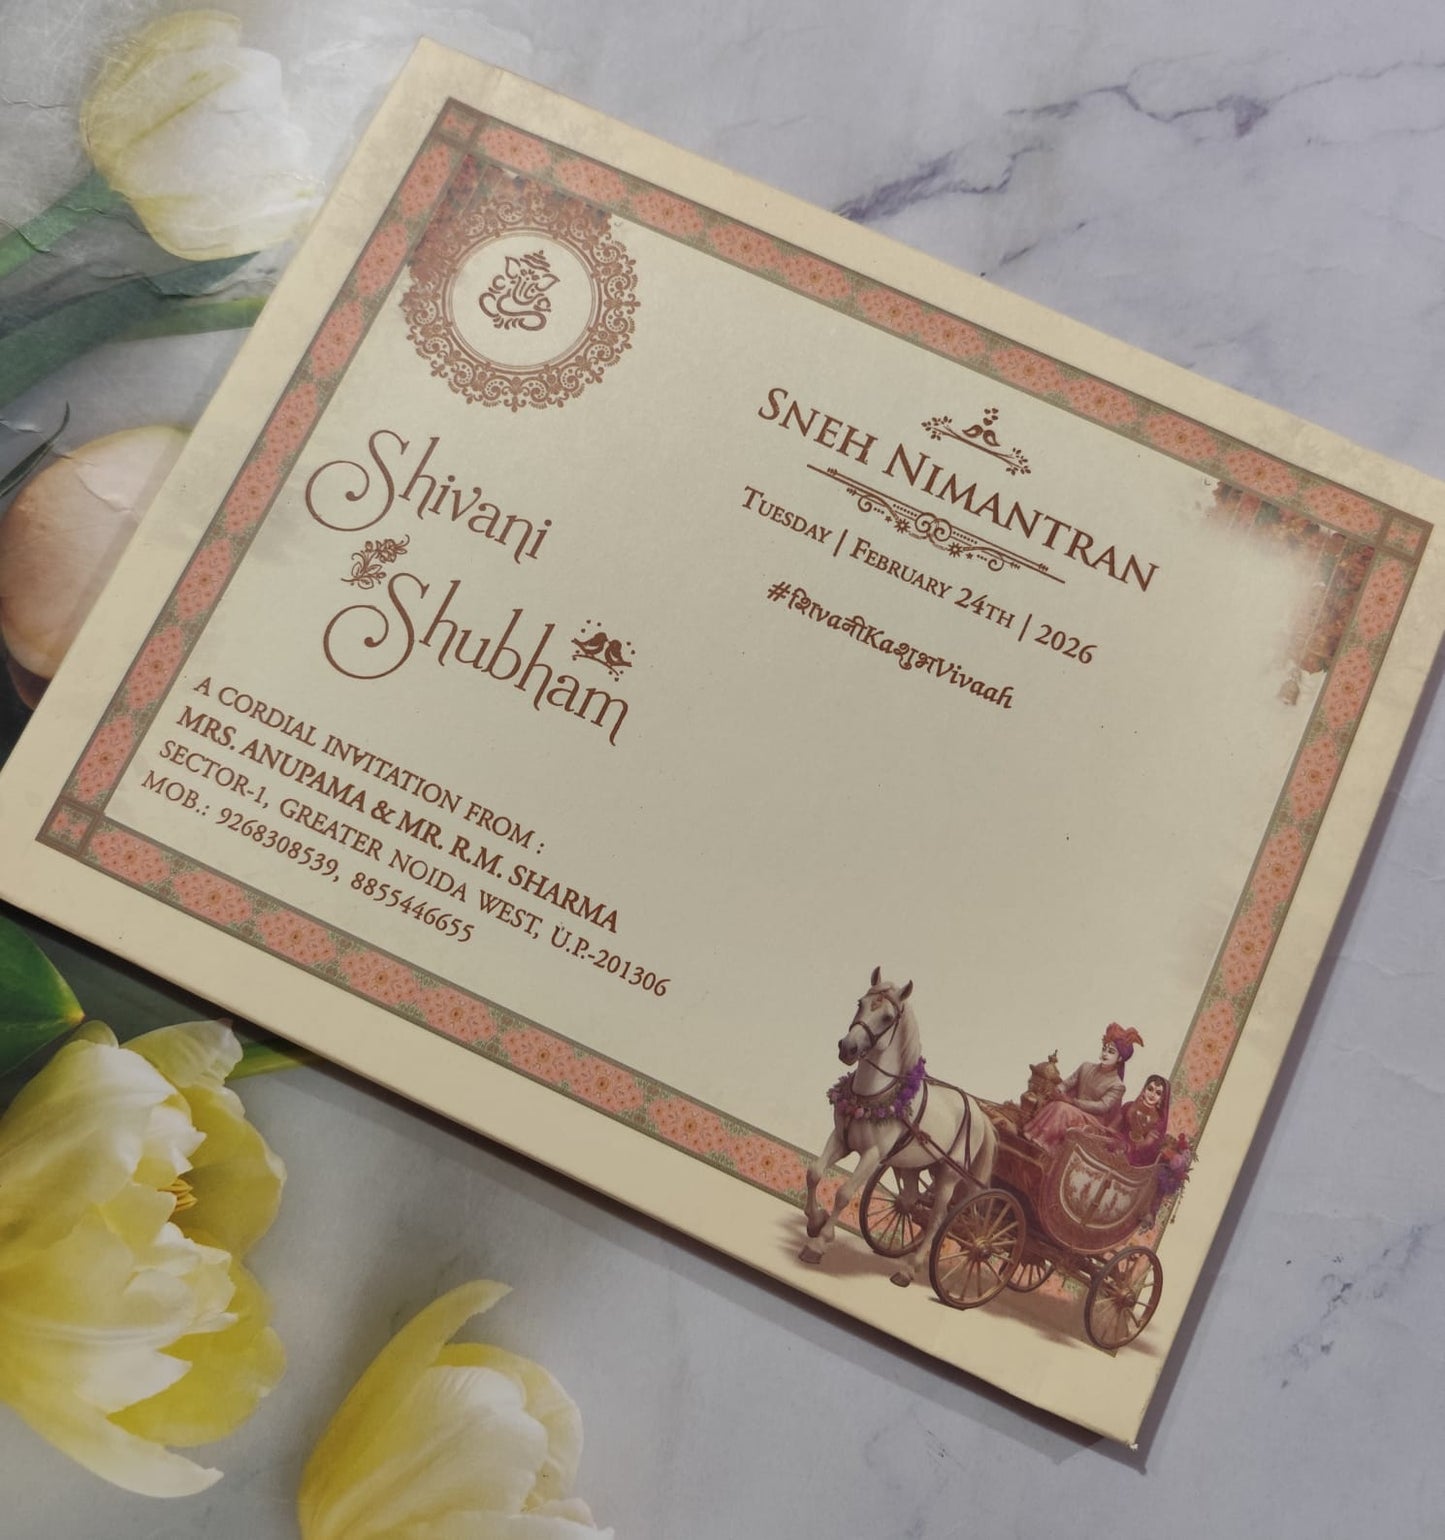 Shivani
Shubham
A CORDIAL INVITATION FROM :
MRS. ANUPAMA & MR. R.M. SHARMA
SECTOR-1, GREATER NOIDA WEST, U.P.-201306
MOB.: 9268308539, 8855446655
SNEH NIMANTRAN
TUESDAY | FEBRUARY 24TH | 2026
#शिvaनीKaशुभVivaah